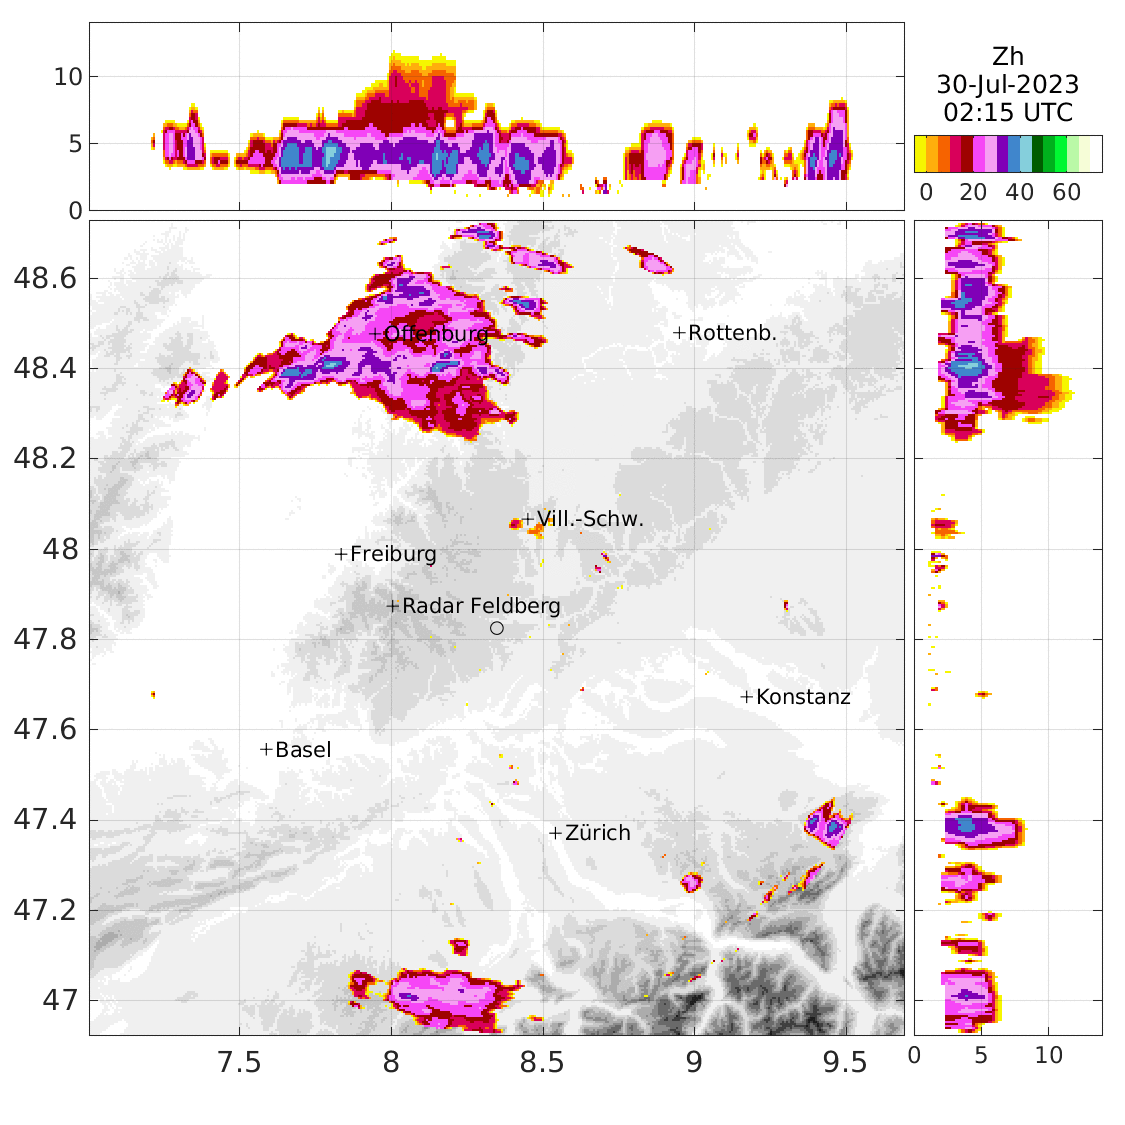 Zh
30-Jul-2023
02:15 UTC
0 20 40 60
10
5
0
48.6
48.4
48.2
48
47.8
47.6
47.4
47.2
47
Offenburg
Rottenb.
Vill.-Schw.
Freiburg
Radar Feldberg
Konstanz
Basel
Zürich
7.5 8 8.5 9 9.5
0 5 10